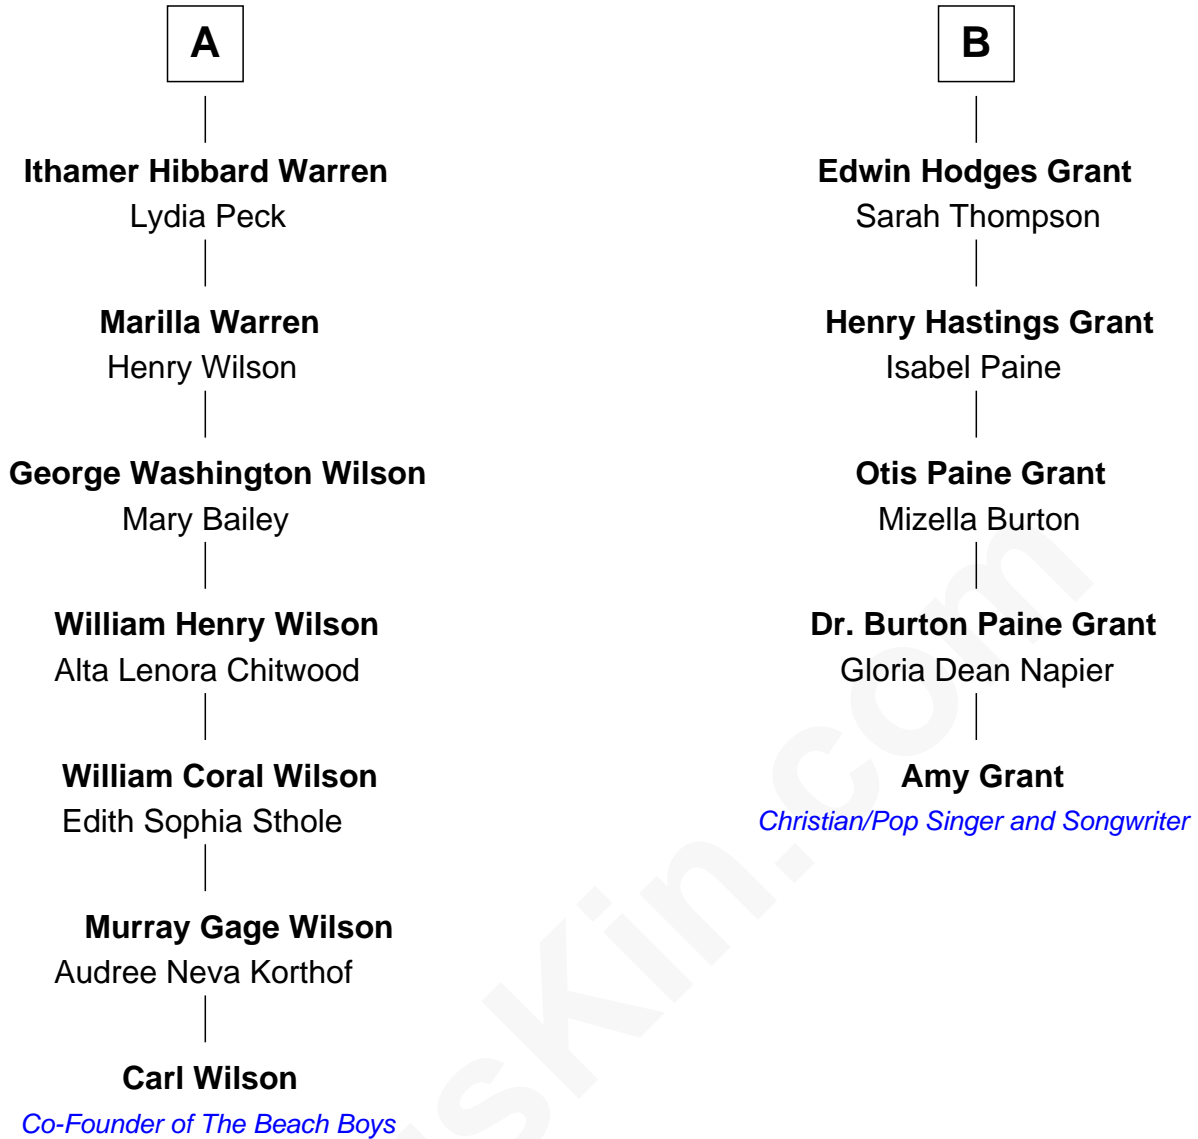 A
Ithamer Hibbard Warren
Lydia Peck
Marilla Warren
Henry Wilson
George Washington Wilson
Mary Bailey
William Henry Wilson
Alta Lenora Chitwood
William Coral Wilson
Edith Sophia Sthole
Murray Gage Wilson
Audree Neva Korthof
Carl Wilson
Co-Founder of The Beach Boys
B
Edwin Hodges Grant
Sarah Thompson
Henry Hastings Grant
Isabel Paine
Otis Paine Grant
Mizella Burton
Dr. Burton Paine Grant
Gloria Dean Napier
Amy Grant
Christian/Pop Singer and Songwriter